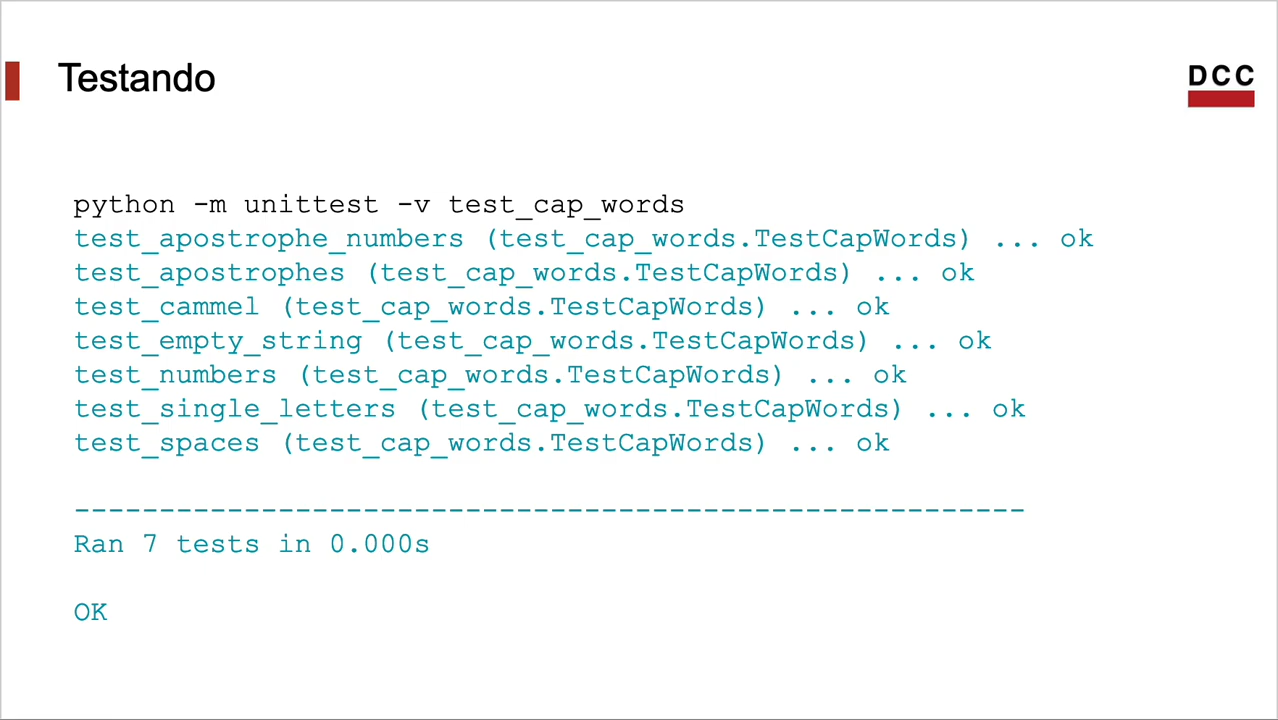 Testando
DCC
python -m unittest -v test_cap_words
test_apostrophe_numbers (test_cap_words.TestCapWords) ... ok
test_apostrophes (test_cap_words.TestCapWords) ... ok
test_cammel (test_cap_words.TestCapWords) ... ok
test_empty_string (test_cap_words.TestCapWords) ... ok
test_numbers (test_cap_words.TestCapWords) ... ok
test_single_letters (test_cap_words.TestCapWords) ... ok
test_spaces (test_cap_words.TestCapWords) ... ok
--------------------------------------------------------
Ran 7 tests in 0.000s
OK